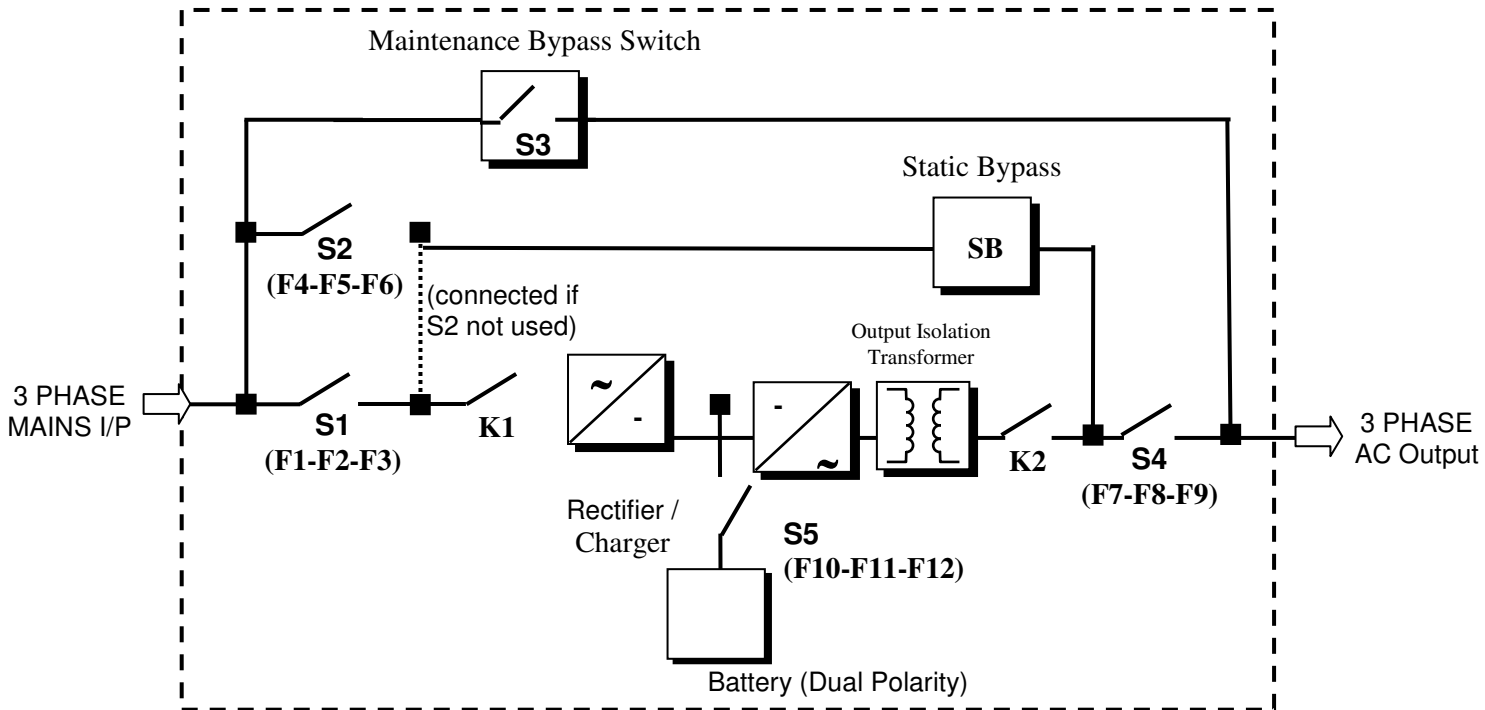 Maintenance Bypass Switch
S3
Static Bypass
SB
S2
(F4-F5-F6)
(connected if
S2 not used)
Output Isolation
Transformer
3 PHASE
MAINS I/P
S1
(F1-F2-F3)
K1
~
-
-
~
K2
S4
(F7-F8-F9)
3 PHASE
AC Output
Rectifier /
Charger
S5
(F10-F11-F12)
Battery (Dual Polarity)